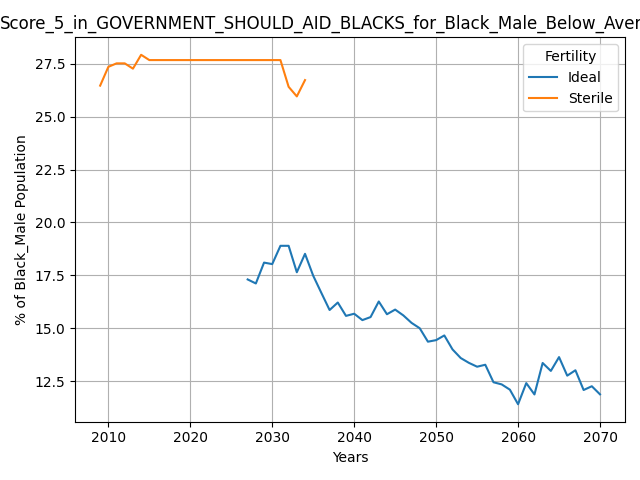 Score_5_in_GOVERNMENT_SHOULD_AID_BLACKS_for_Black_Male_Below_Aver
Fertility
Ideal
Sterile
27.5
25.0
22.5
20.0
17.5
15.0
12.5
% of Black_Male Population
2010 2020 2030 2040 2050 2060 2070
Years